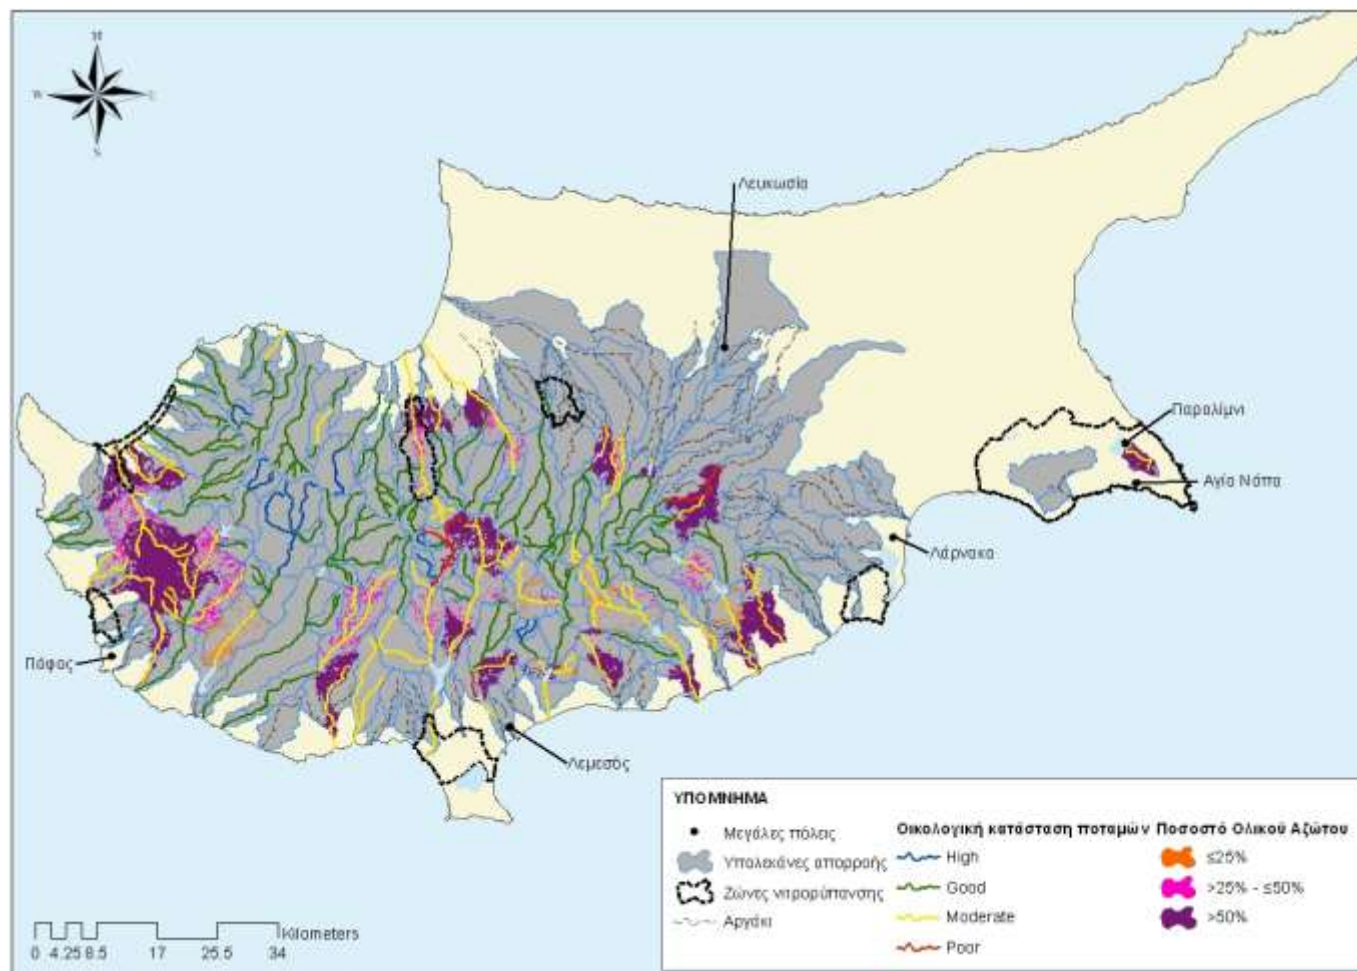 N
W E
S
Λευκωσία
Παραλίμνι
Αγία Νάπα
Λάρνακα
Πάφος
Λεμεσός
ΥΠΟΜΝΗΜΑ
Μεγάλες πόλεις
Υπολεκάνες απορροής
Ζώνες νιτρορύπανσης
Αργάκι
Οικολογική κατάσταση ποταμών
High
Good
Moderate
Poor
Ποσοστό Ολικού Αζώτου
≤25%
>25% - ≤50%
>50%
Kilometers
0 4.25 8.5 17 25.5 34